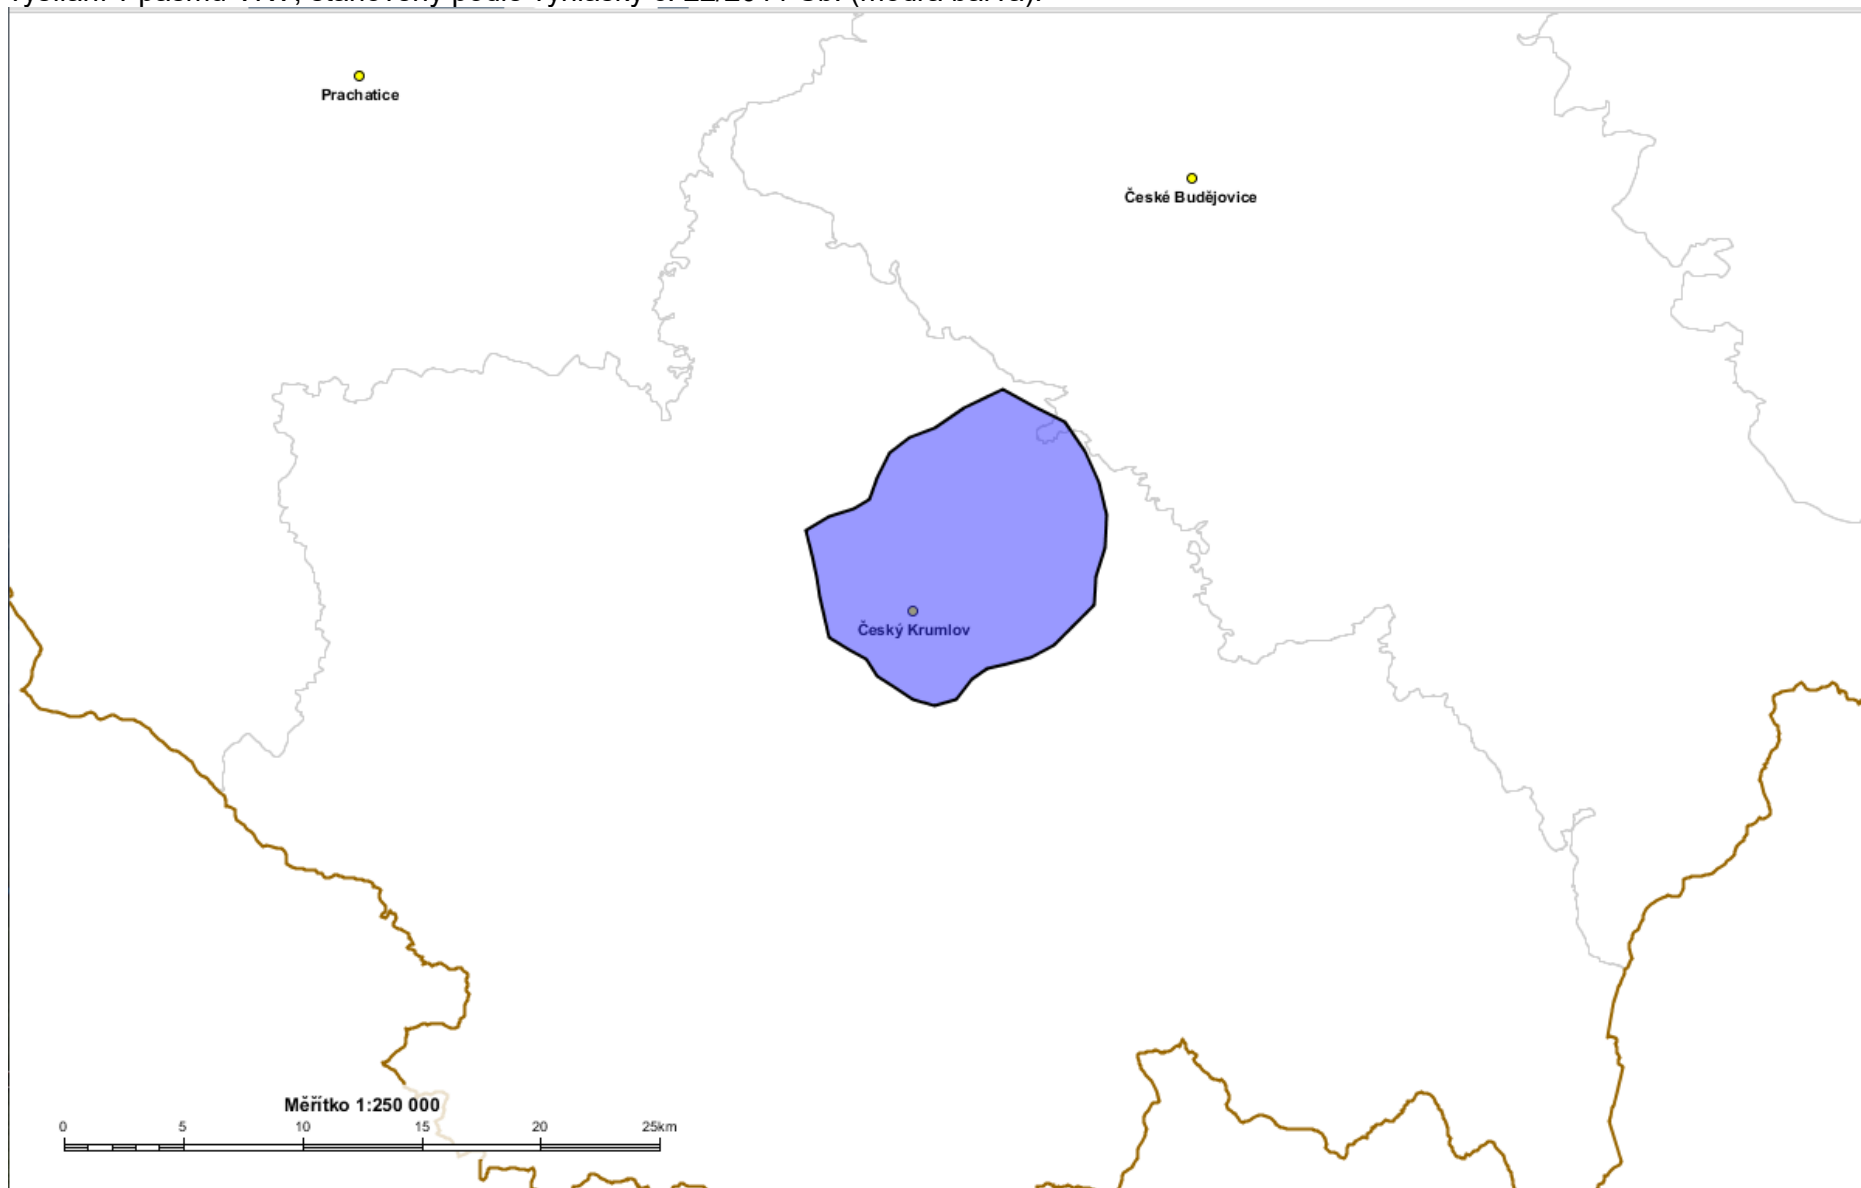 Prachatice
České Budějovice
Český Krumlov
Měřítko 1:250 000
0 5 10 15 20 25km